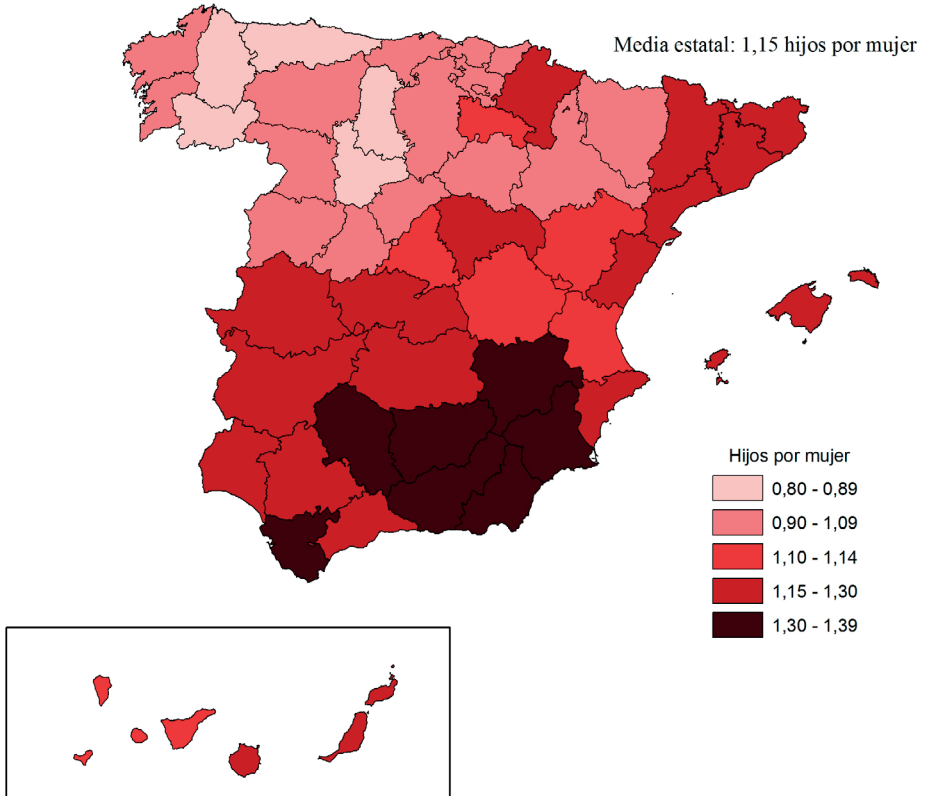 Media estatal: 1,15 hijos por mujer
Hijos por mujer
0,80 - 0,89
0,90 - 1,09
1,10 - 1,14
1,15 - 1,30
1,30 - 1,39